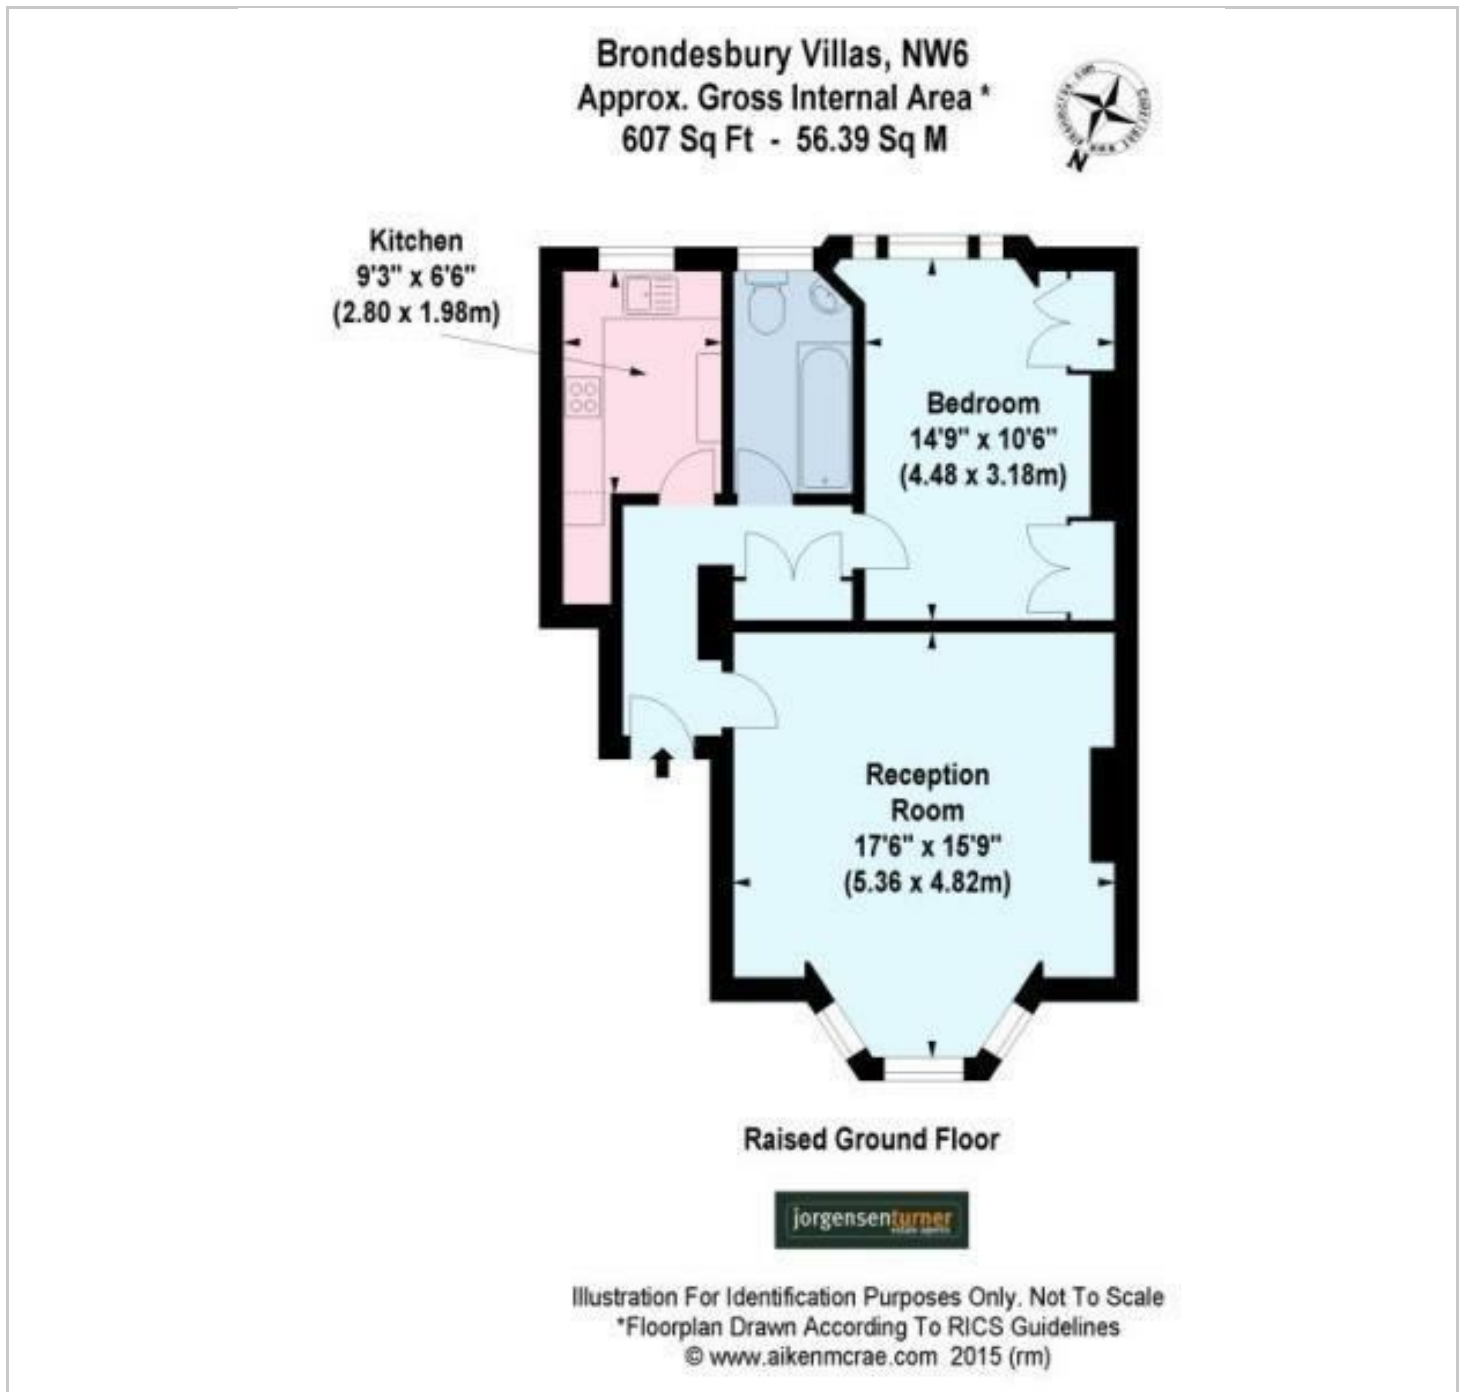 Brondesbury Villas, NW6
Approx. Gross Internal Area *
607 Sq Ft - 56.39 Sq M
N
Kitchen
9'3" x 6'6"
(2.80 x 1.98m)
Bedroom
14'9" x 10'6"
(4.48 x 3.18m)
Reception
Room
17'6" x 15'9"
(5.36 x 4.82m)
Raised Ground Floor
jorgensenturner
estate agents
Illustration For Identification Purposes Only. Not To Scale
*Floorplan Drawn According To RICS Guidelines
© www.aikenmcrae.com 2015 (rm)